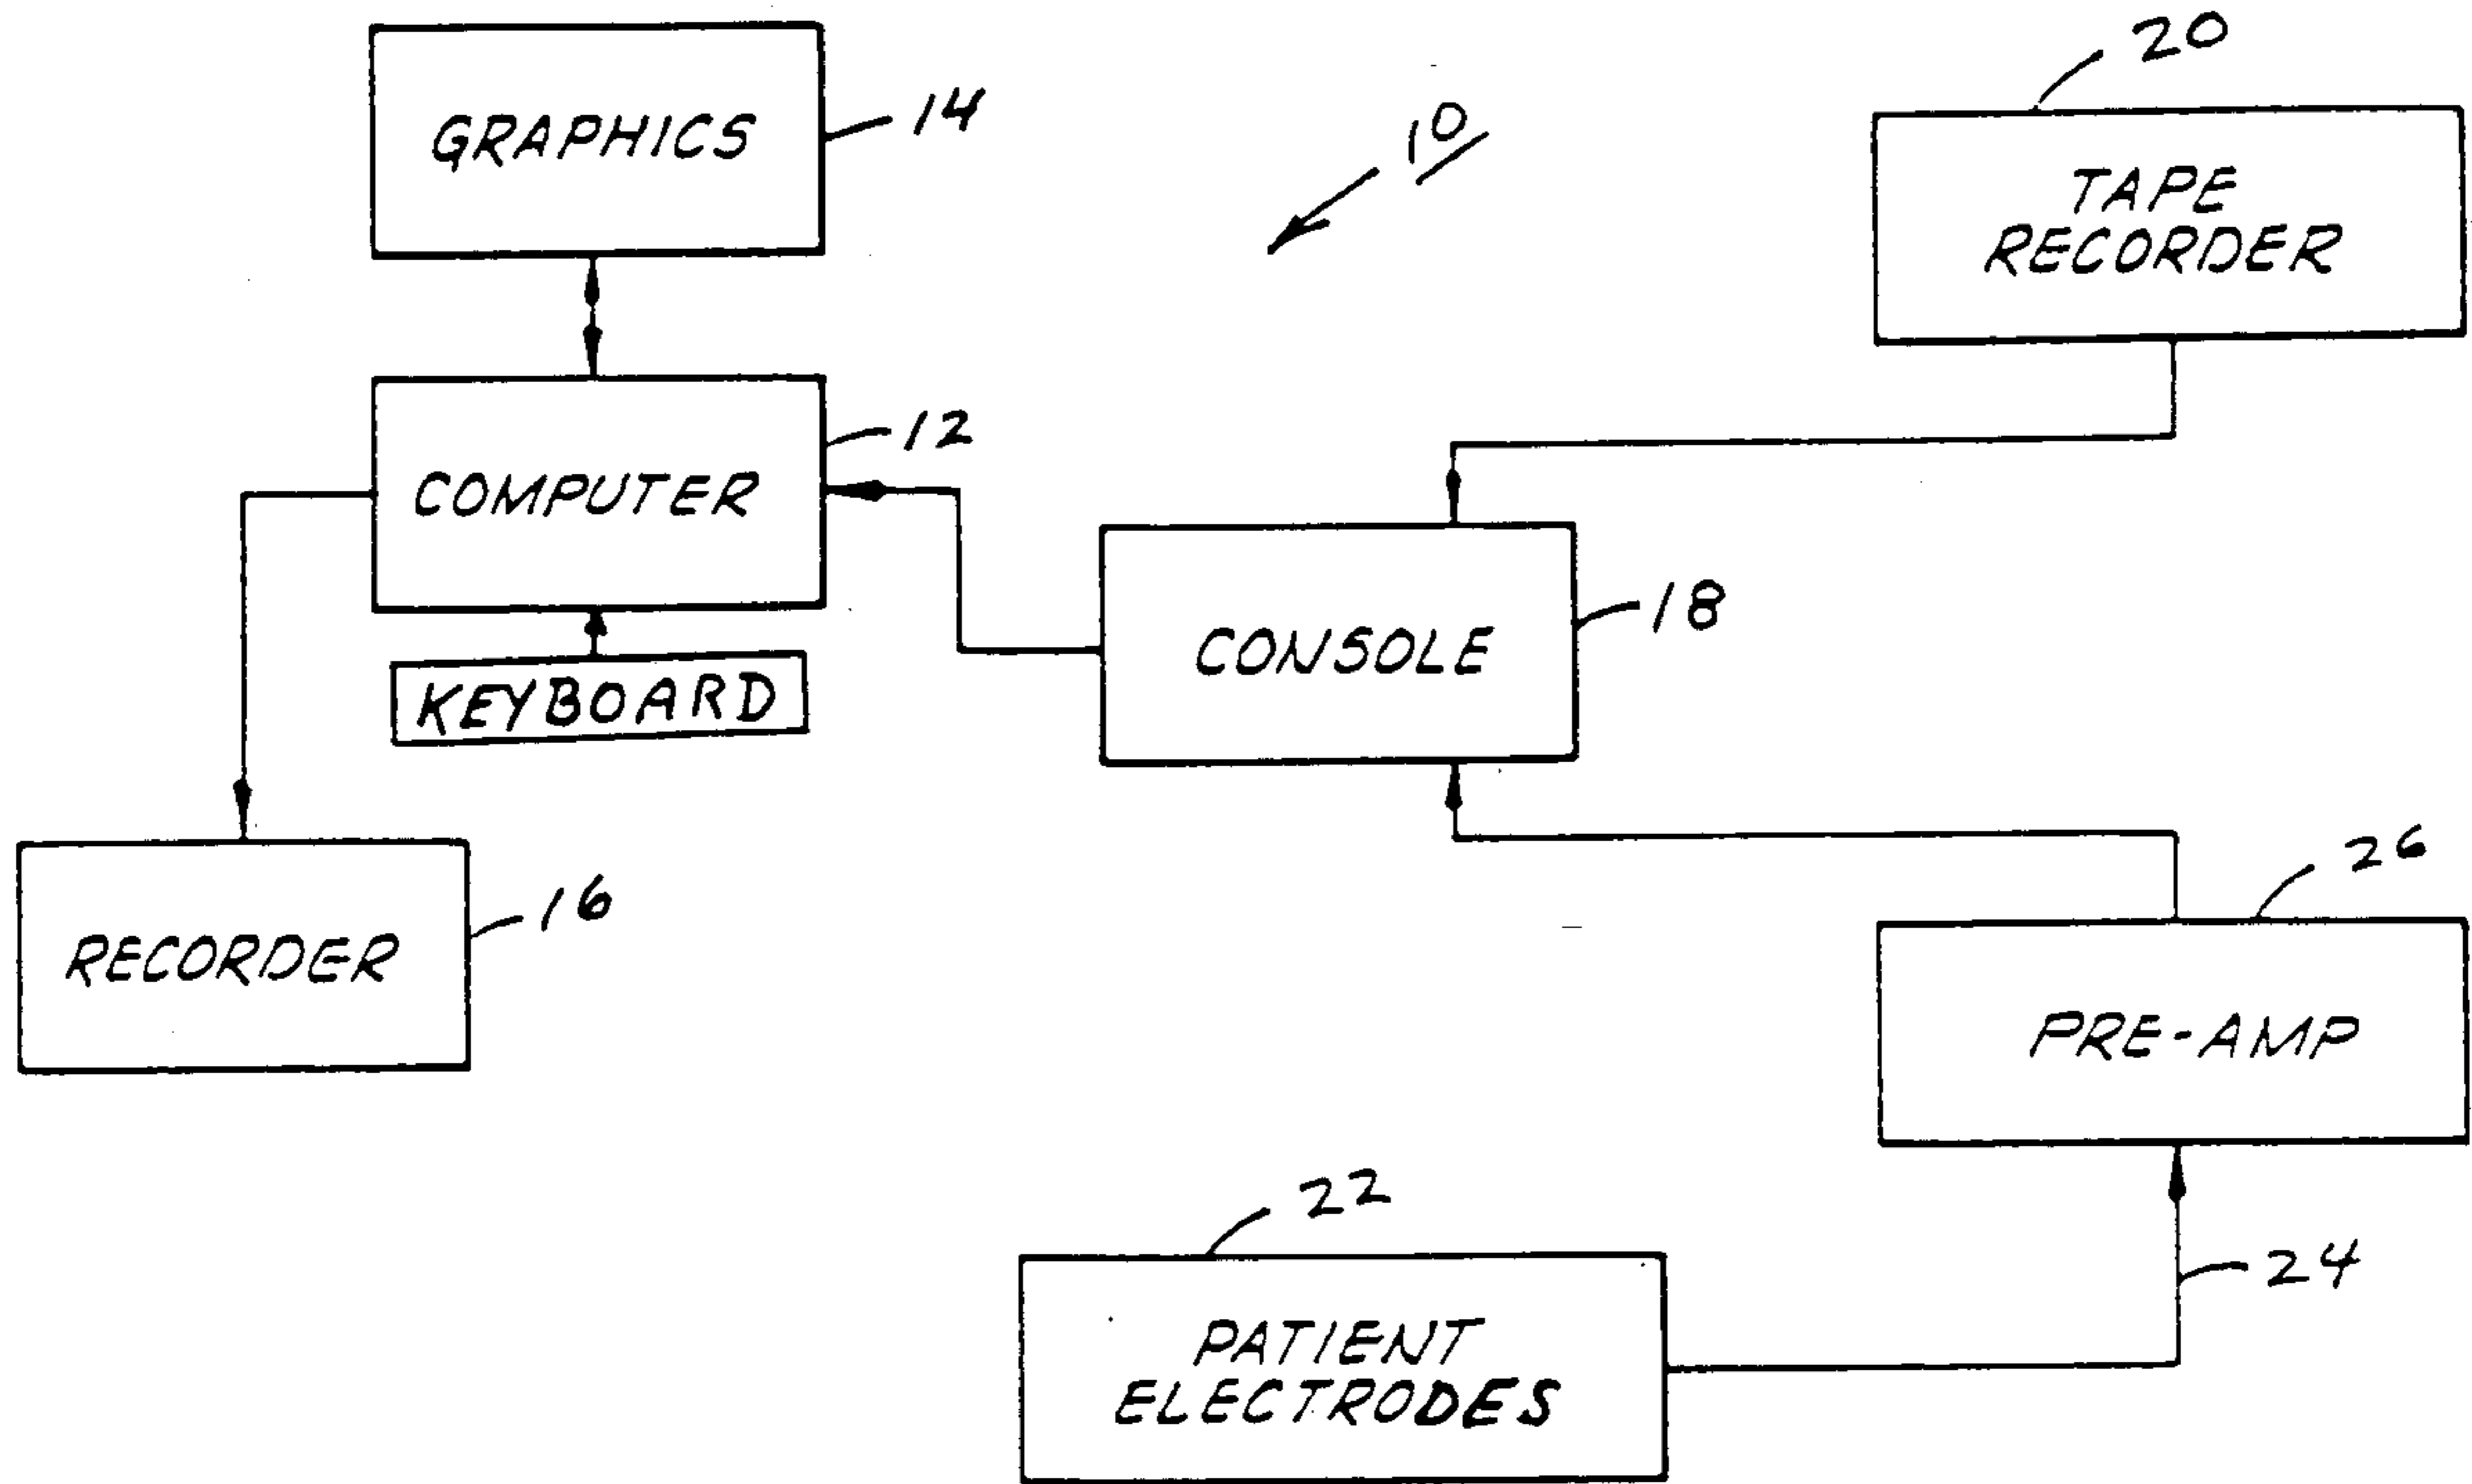 GRAPHICS
14
10
20
TAPE
RECORDER
COMPUTER
12
KEYBOARD
CONSOLE
18
RECORDER
16
26
PRE-AMP
22
24
PATIENT
ELECTRODES